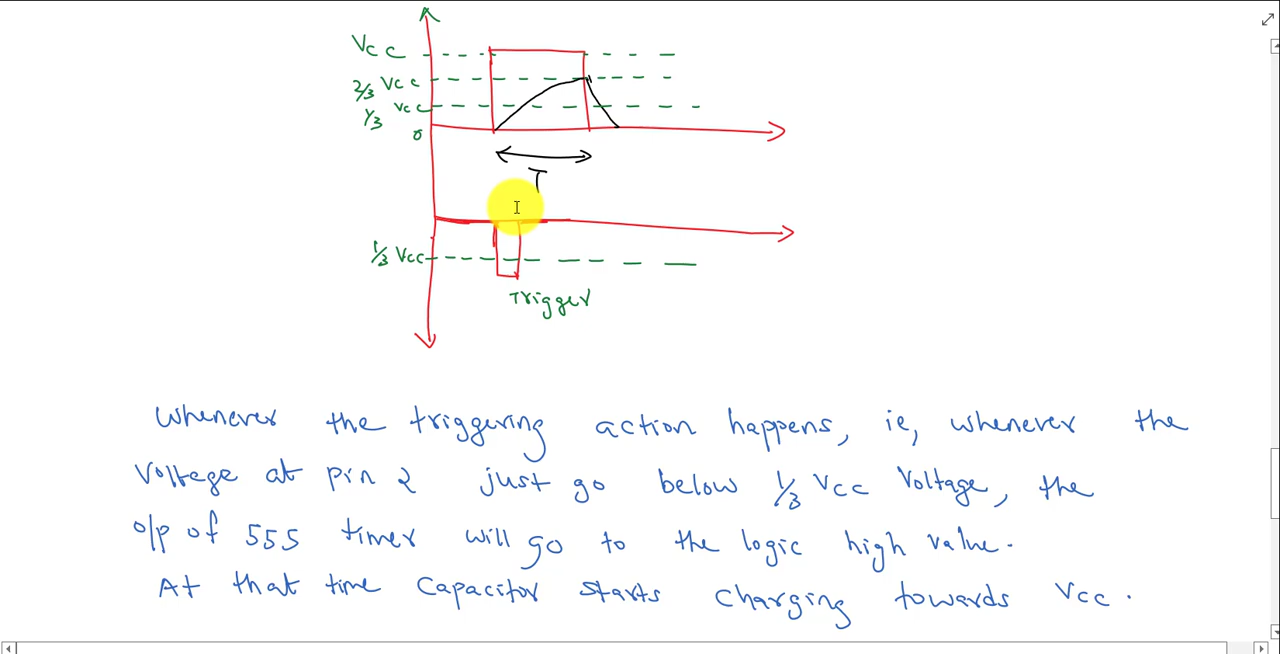 Vcc
2/3 Vcc
1/3 Vcc
0
T
1/3 Vcc
Trigger
Whenever the triggering action happens, ie, whenever the
Voltage at pin 2 just go below 1/3 Vcc Voltage, the
o/p of 555 timer will go to the logic high value.
At that time capacitor starts charging towards Vcc.